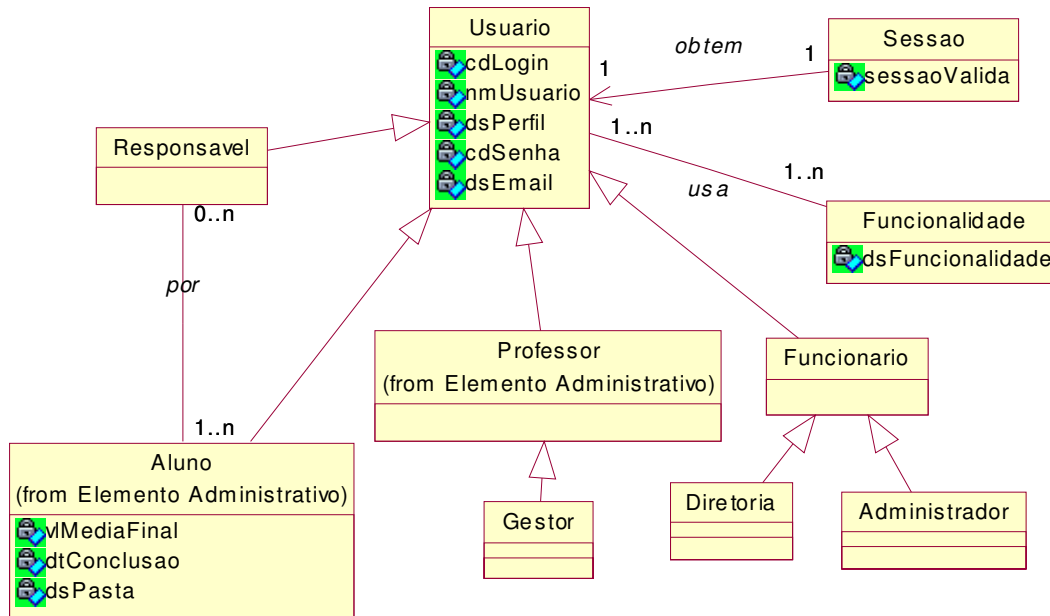 Usuario
cdLogin
nmUsuario
dsPerfil
cdSenha
dsEmail
obtem
1
1
Sessao
sessaoValida
Responsavel
1..n
usa
1..n
Funcionalidade
dsFuncionalidade
0..n
por
1..n
Professor
(from Elemento Administrativo)
Funcionario
Aluno
(from Elemento Administrativo)
vlMediaFinal
dtConclusao
dsPasta
Gestor
Diretoria
Administrador